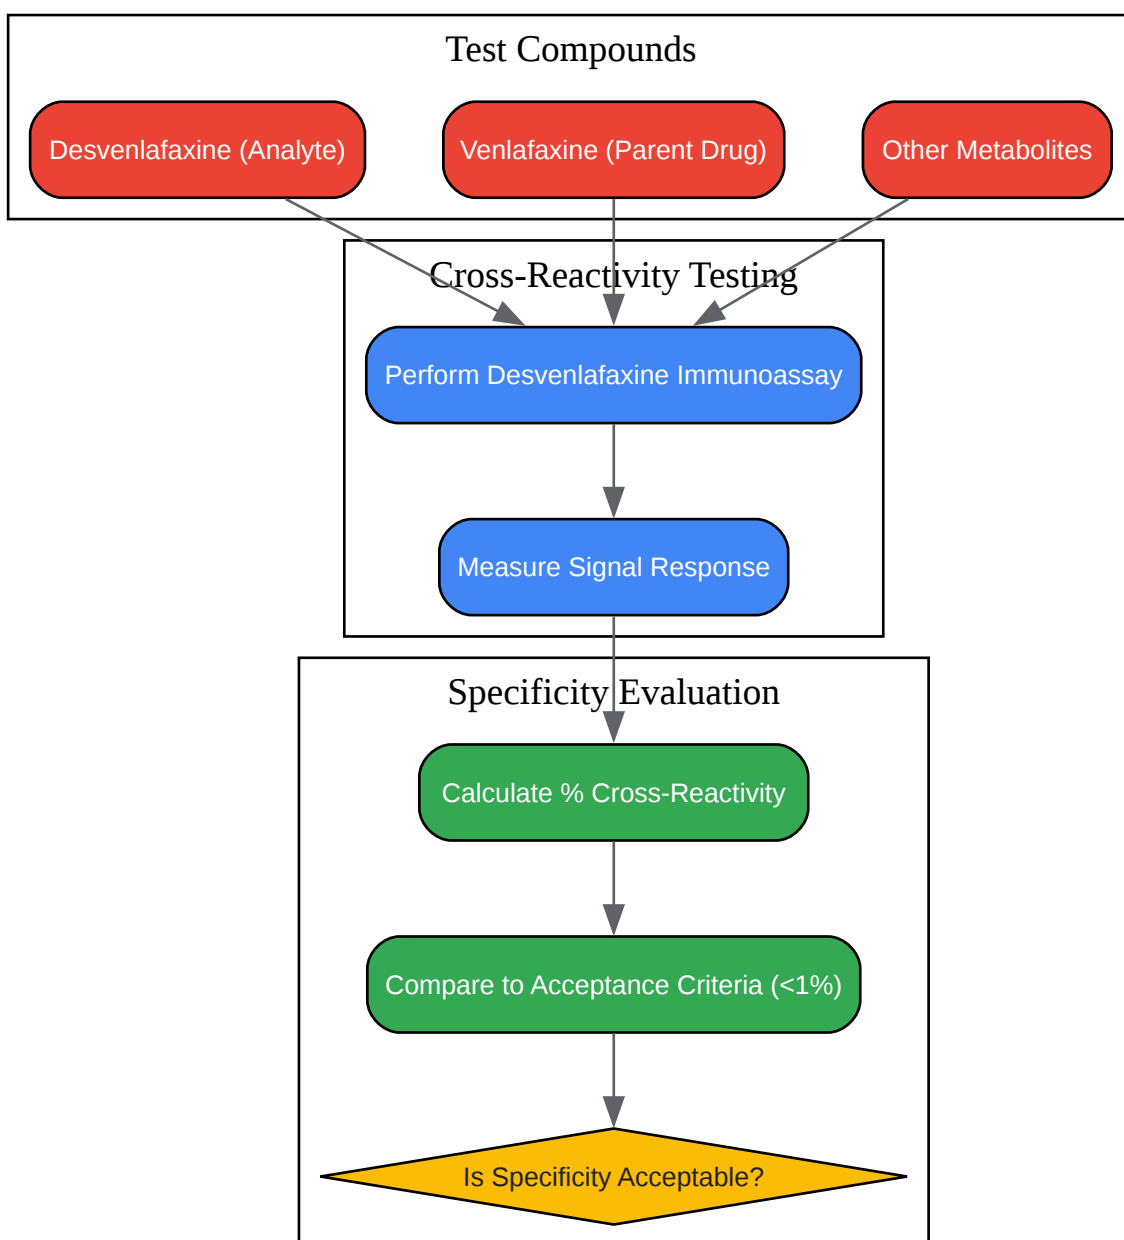 Test Compounds
Desvenlafaxine (Analyte)
Venlafaxine (Parent Drug)
Other Metabolites
Cross-Reactivity Testing
Perform Desvenlafaxine Immunoassay
Measure Signal Response
Specificity Evaluation
Calculate % Cross-Reactivity
Compare to Acceptance Criteria (<1%)
Is Specificity Acceptable?